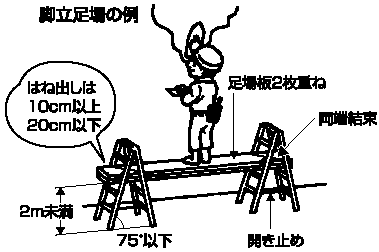 脚立足場の例
はね出しは
10cm以上
20cm以下
足場板2枚重ね
両端結束
2m未満
75°以下
開き止め